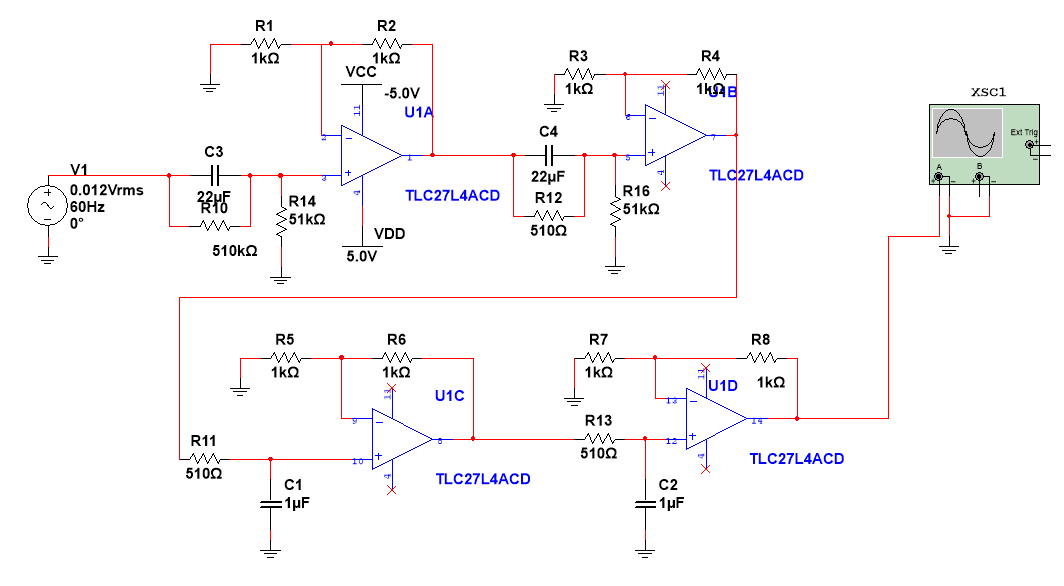 R1
1kΩ
R2
1kΩ
VCC
-5.0V
11
U1A
2
3
1
4
TLC27L4ACD
VDD
5.0V
V1
0.012Vrms
60Hz
0°
C3
22µF
R10
510kΩ
R14
51kΩ
R3
1kΩ
R4
1kΩ
U1B
11
6
5
7
4
TLC27L4ACD
C4
22µF
R12
510Ω
R16
51kΩ
XSC1
Ext Trig
A
B
R5
1kΩ
R6
1kΩ
11
U1C
9
10
8
4
TLC27L4ACD
R11
510Ω
C1
1µF
R7
1kΩ
R8
1kΩ
11
U1D
13
12
14
4
TLC27L4ACD
R13
510Ω
C2
1µF